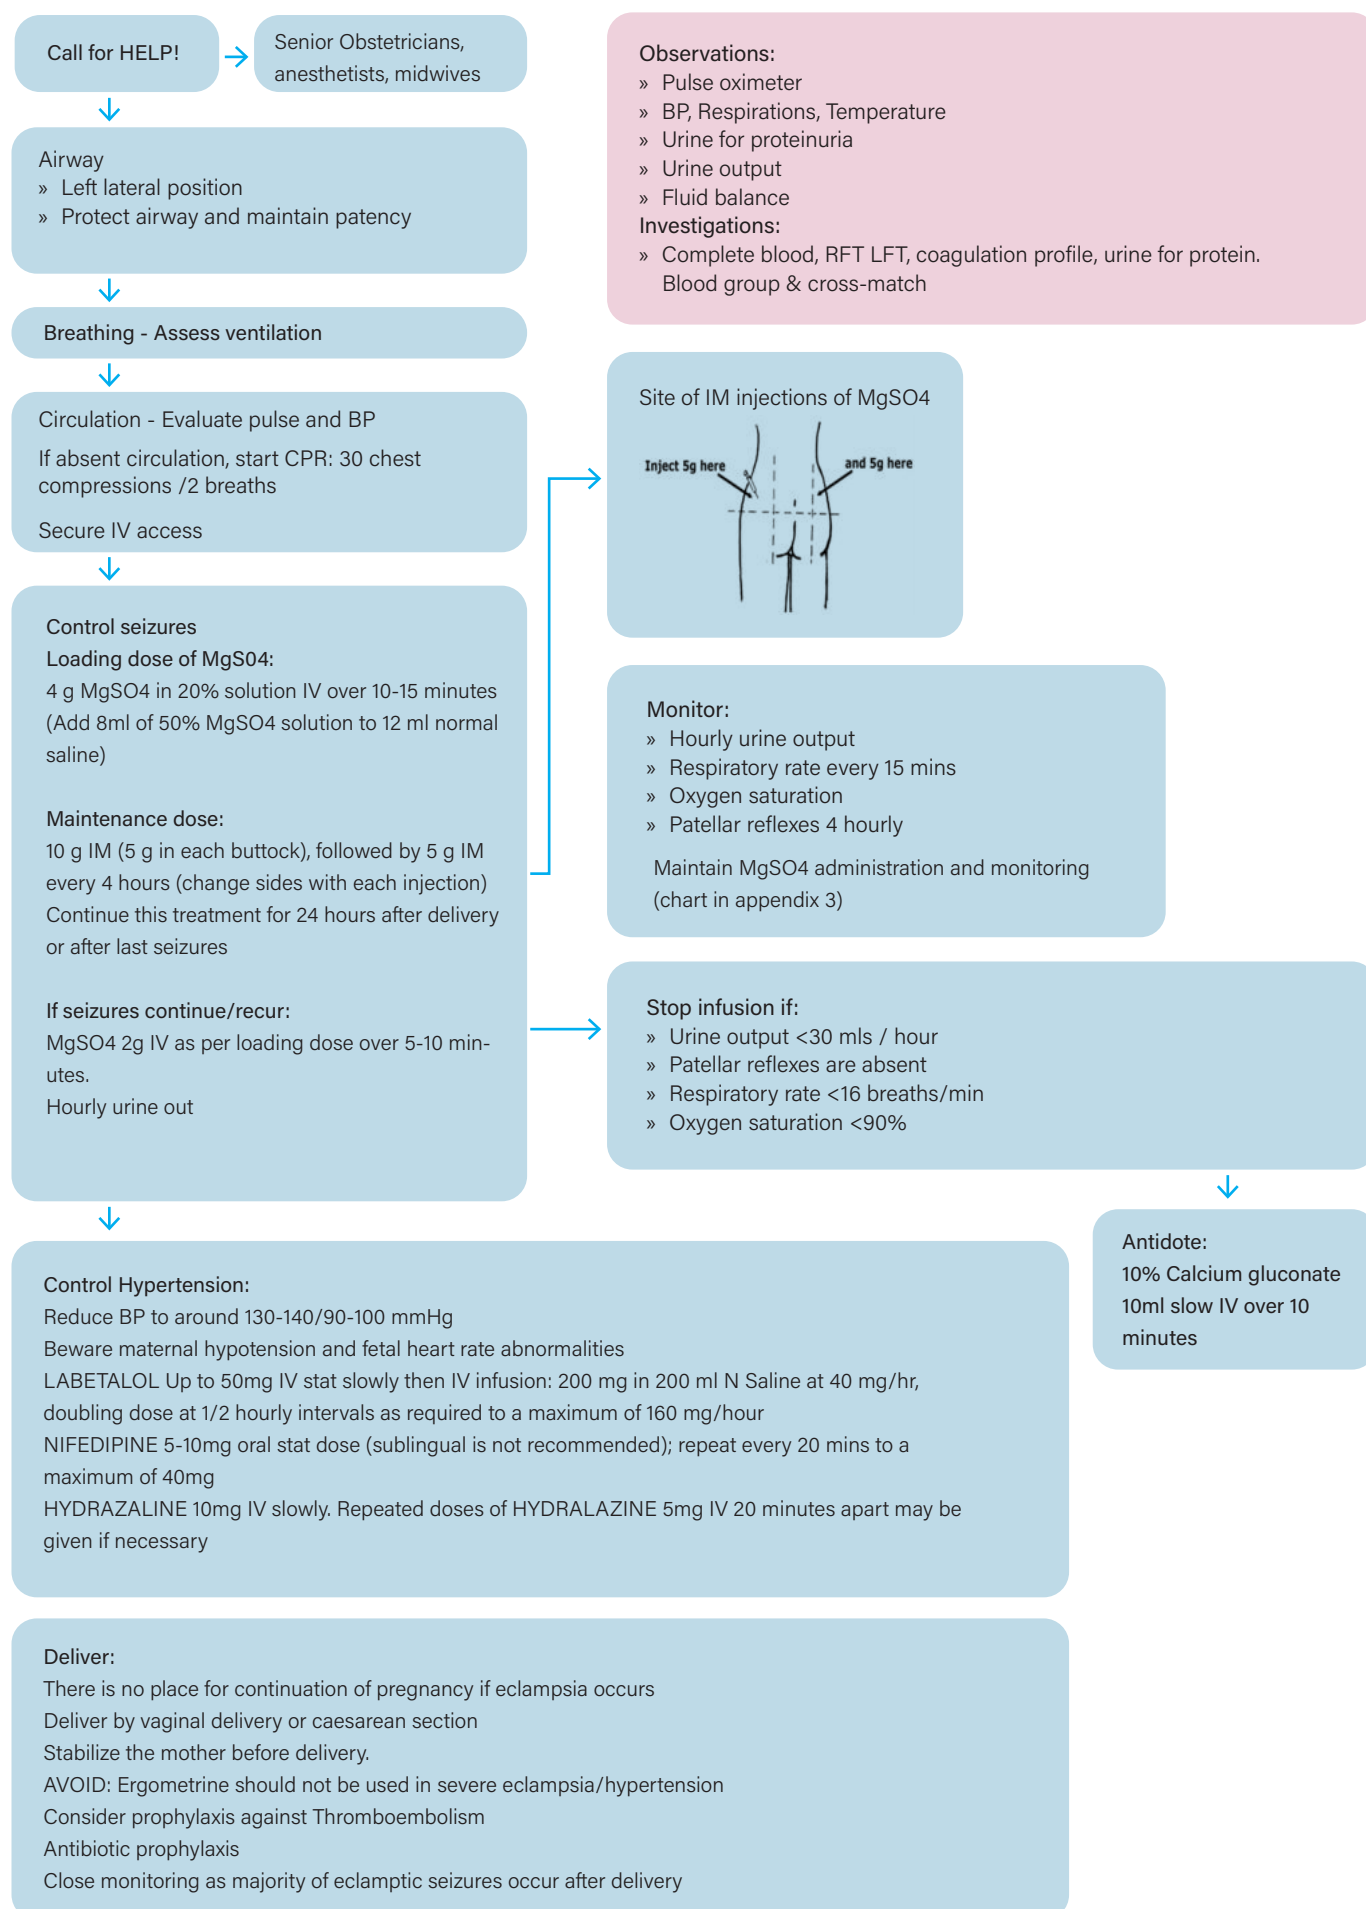 Call for HELP!
Senior Obstetricians,
anesthetists, midwives
Airway
» Left lateral position
» Protect airway and maintain patency
Breathing - Assess ventilation
Circulation - Evaluate pulse and BP
If absent circulation, start CPR: 30 chest
compressions /2 breaths
Secure IV access
Control seizures
Loading dose of MgS04:
4 g MgSO4 in 20% solution IV over 10-15 minutes
(Add 8ml of 50% MgSO4 solution to 12 ml normal
saline)
Maintenance dose:
10 g IM (5 g in each buttock), followed by 5 g IM
every 4 hours (change sides with each injection)
Continue this treatment for 24 hours after delivery
or after last seizures
If seizures continue/recur:
MgSO4 2g IV as per loading dose over 5-10 min-
utes.
Hourly urine out
Observations:
» Pulse oximeter
» BP, Respirations, Temperature
» Urine for proteinuria
» Urine output
» Fluid balance
Investigations:
» Complete blood, RFT LFT, coagulation profile, urine for protein.
Blood group & cross-match
Site of IM injections of MgSO4
Inject 5g here
and 5g here
Monitor:
» Hourly urine output
» Respiratory rate every 15 mins
» Oxygen saturation
» Patellar reflexes 4 hourly
Maintain MgSO4 administration and monitoring
(chart in appendix 3)
Stop infusion if:
» Urine output <30 mls / hour
» Patellar reflexes are absent
» Respiratory rate <16 breaths/min
» Oxygen saturation <90%
Antidote:
10% Calcium gluconate
10ml slow IV over 10
minutes
Control Hypertension:
Reduce BP to around 130-140/90-100 mmHg
Beware maternal hypotension and fetal heart rate abnormalities
LABETALOL Up to 50mg IV stat slowly then IV infusion: 200 mg in 200 ml N Saline at 40 mg/hr,
doubling dose at 1/2 hourly intervals as required to a maximum of 160 mg/hour
NIFEDIPINE 5-10mg oral stat dose (sublingual is not recommended); repeat every 20 mins to a
maximum of 40mg
HYDRAZALINE 10mg IV slowly. Repeated doses of HYDRALAZINE 5mg IV 20 minutes apart may be
given if necessary
Deliver:
There is no place for continuation of pregnancy if eclampsia occurs
Deliver by vaginal delivery or caesarean section
Stabilize the mother before delivery.
AVOID: Ergometrine should not be used in severe eclampsia/hypertension
Consider prophylaxis against Thromboembolism
Antibiotic prophylaxis
Close monitoring as majority of eclamptic seizures occur after delivery